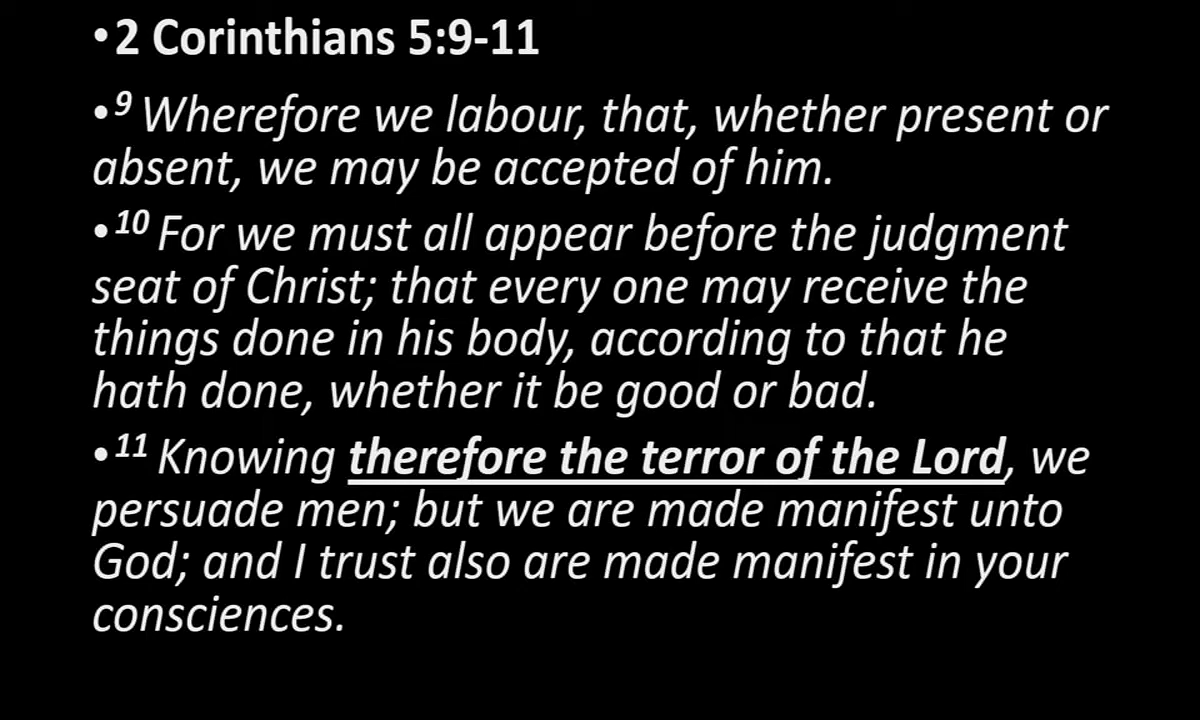 •2 Corinthians 5:9-11
•9 Wherefore we labour, that, whether present or
absent, we may be accepted of him.
•10 For we must all appear before the judgment
seat of Christ; that every one may receive the
things done in his body, according to that he
hath done, whether it be good or bad.
•11 Knowing therefore the terror of the Lord, we
persuade men; but we are made manifest unto
God; and I trust also are made manifest in your
consciences.